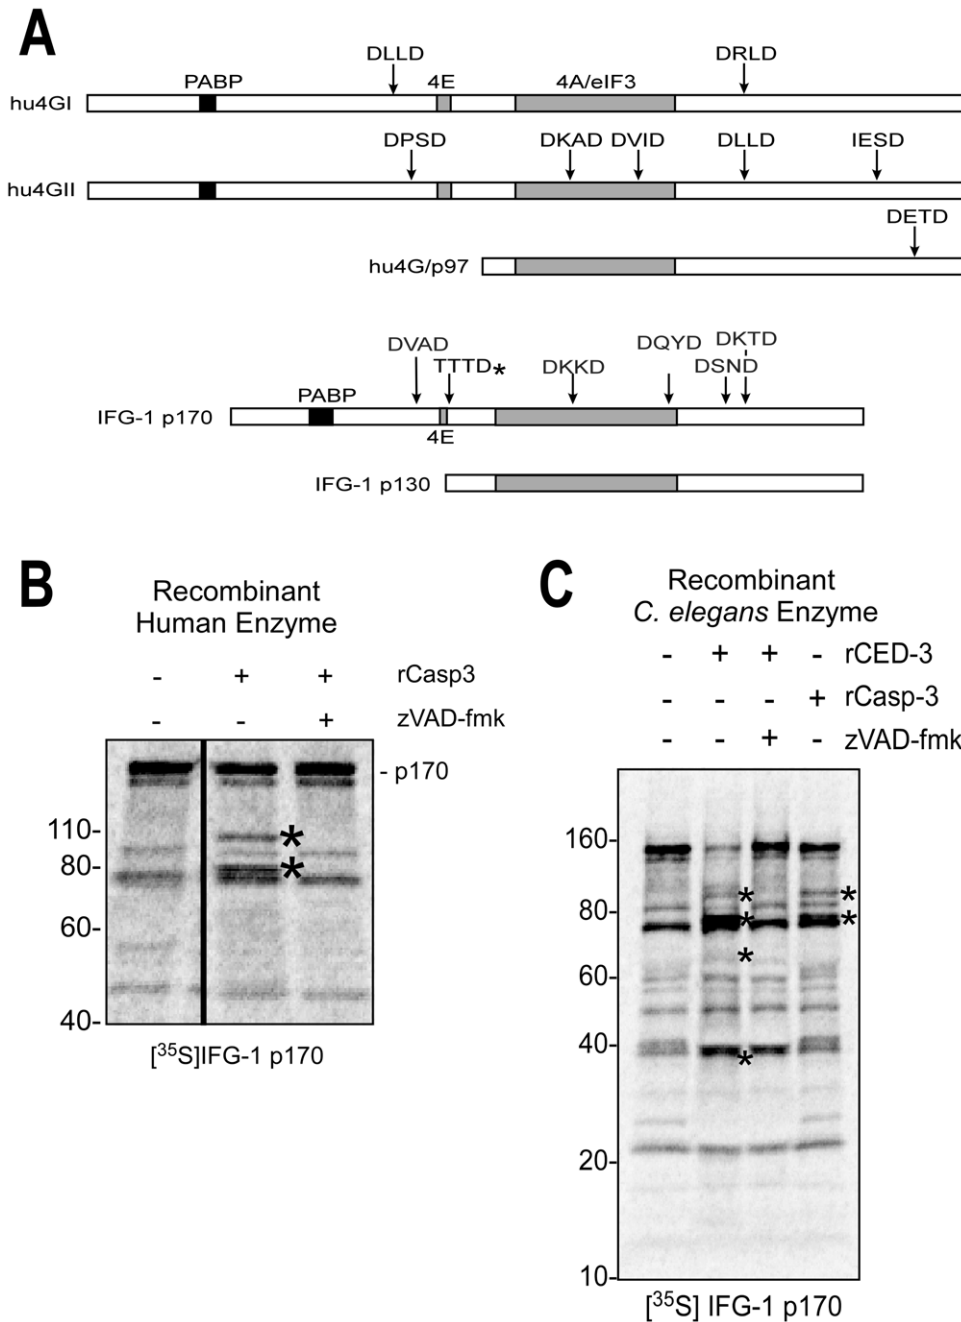 A
DLLD DRLD
PABP 4E 4A/eIF3
hu4GI
DPSD DKAD DVID DLLD IESD
hu4GII
DETD
hu4G/p97
DQYD DKTD
DVAD TTTD* DKKD DSND
PABP
IFG-1 p170
4E
IFG-1 p130
B
Recombinant
Human Enzyme
- + + rCasp3
- - + zVAD-fmk
- p170
110-
*
80-
*
60-
40-
[35S]IFG-1 p170
C
Recombinant
C. elegans Enzyme
- + + - rCED-3
- - - + rCasp-3
- - + - zVAD-fmk
160-
* *
80-
* *
*
60-
40-
*
20-
10-
[35S] IFG-1 p170